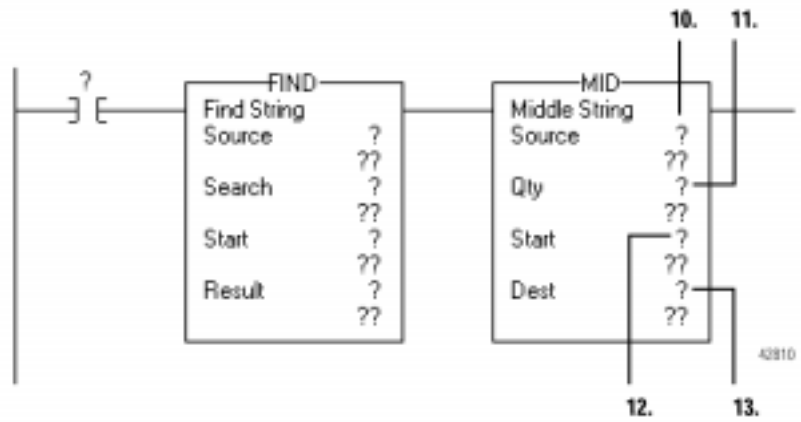 10. 11.
?
FIND
Find String
Source ?
??
Search ?
??
Start ?
??
Result ?
??
MID
Middle String
Source ?
??
Qty ?
??
Start ?
??
Dest ?
??
42810
12. 13.